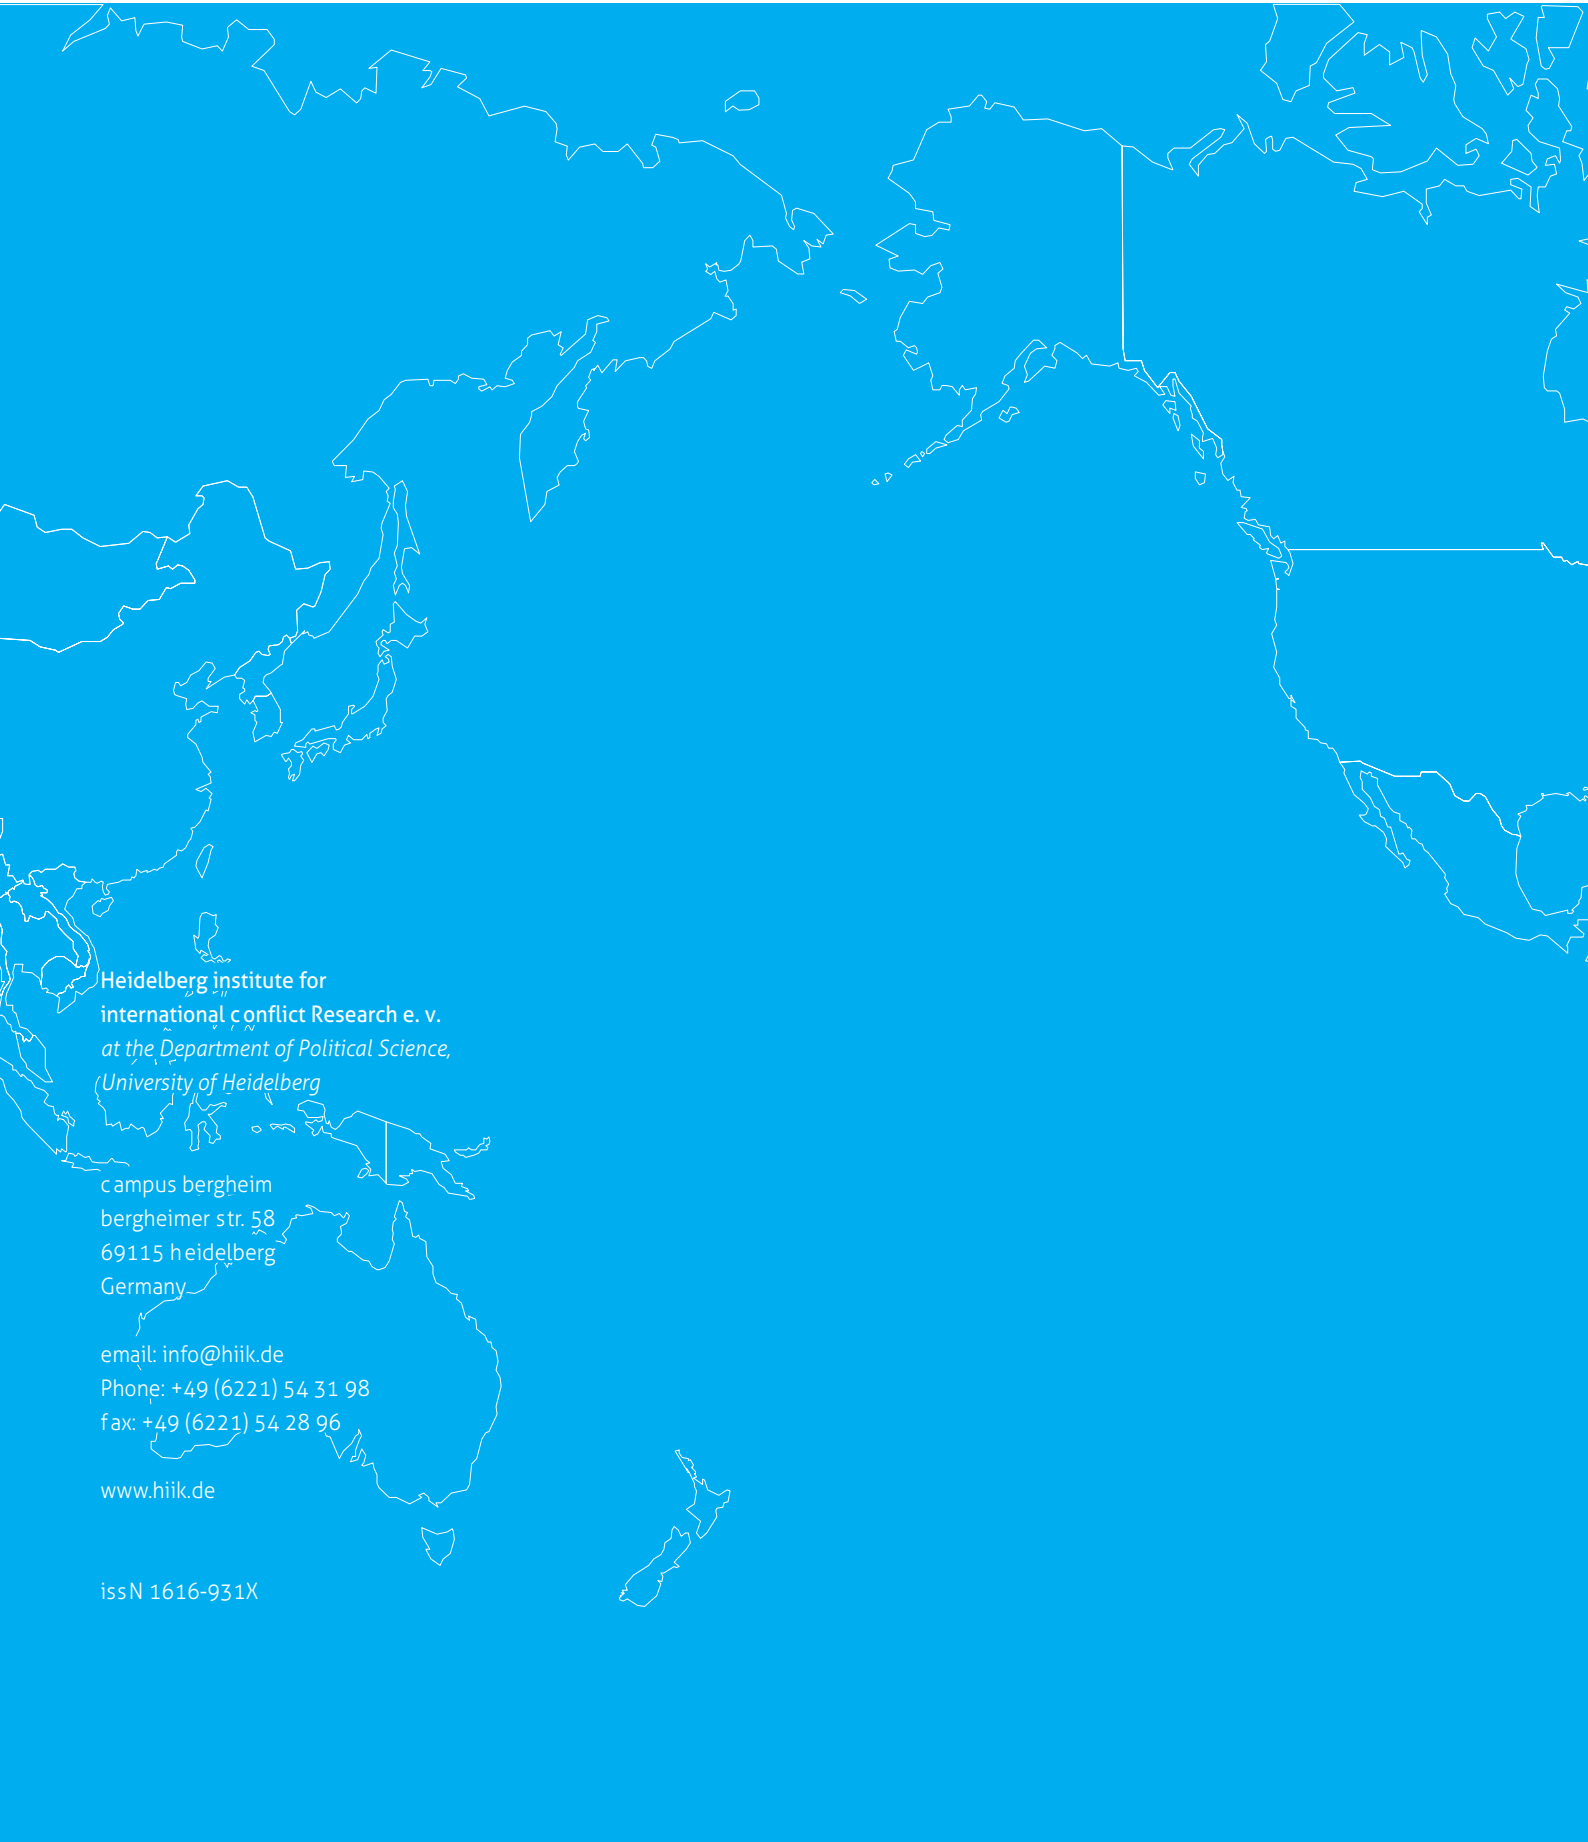 Heidelberg institute for
international conflict Research e. v.
at the Department of Political Science,
University of Heidelberg
campus bergheim
bergheimer str. 58
69115 heidelberg
Germany
email: info@hiik.de
Phone: +49 (6221) 54 31 98
fax: +49 (6221) 54 28 96
www.hiik.de
issN 1616-931X